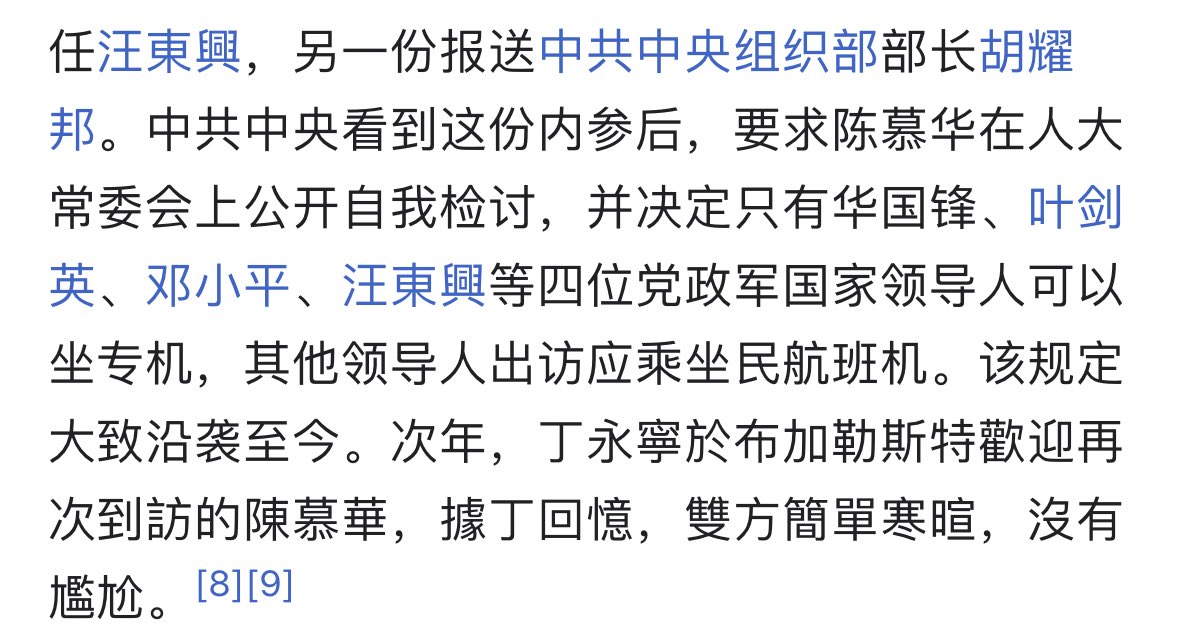 任汪東興，另一份报送中共中央组织部部长胡耀
邦。中共中央看到这份内参后，要求陈慕华在人大
常委会上公开自我检讨，并决定只有华国锋、叶剑
英、邓小平、汪東興等四位党政军国家领导人可以
坐专机，其他领导人出访应乘坐民航班机。该规定
大致沿袭至今。次年，丁永寧於布加勒斯特歡迎再
次到訪的陳慕華，據丁回憶，雙方簡單寒暄，沒有
尷尬。[8][9]